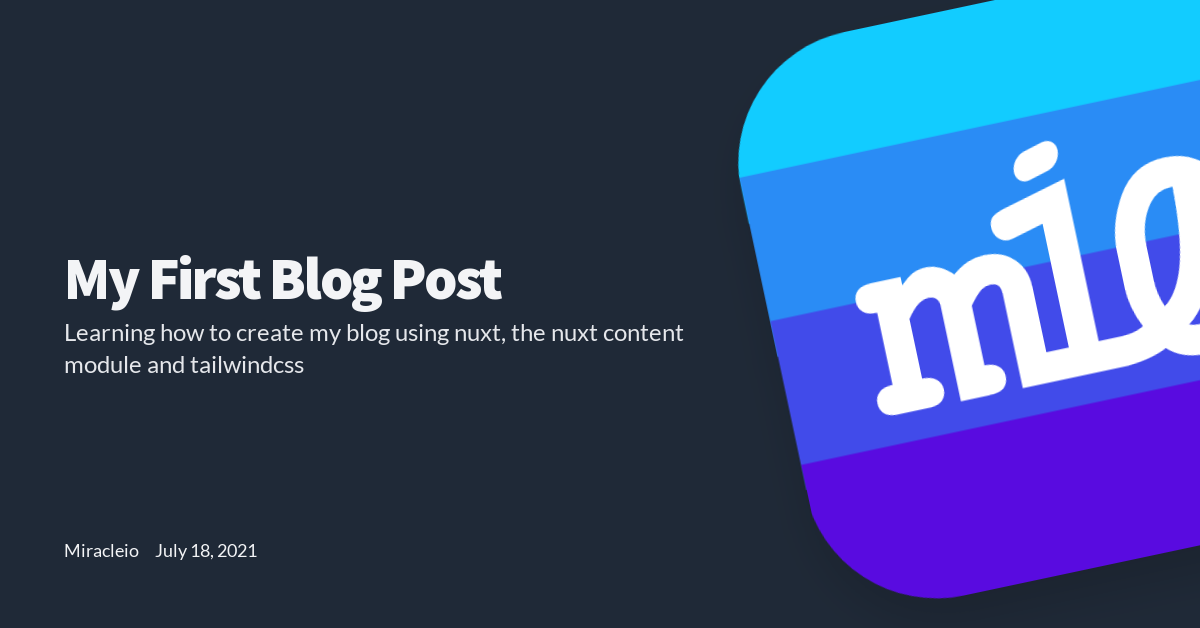 My First Blog Post
Learning how to create my blog using nuxt, the nuxt content
module and tailwindcss
Miracleio July 18, 2021